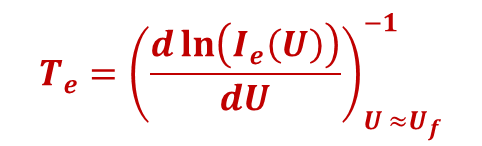 T_e = (d ln(I_e(U)) / dU)^{-1}_{U ≈ U_f}